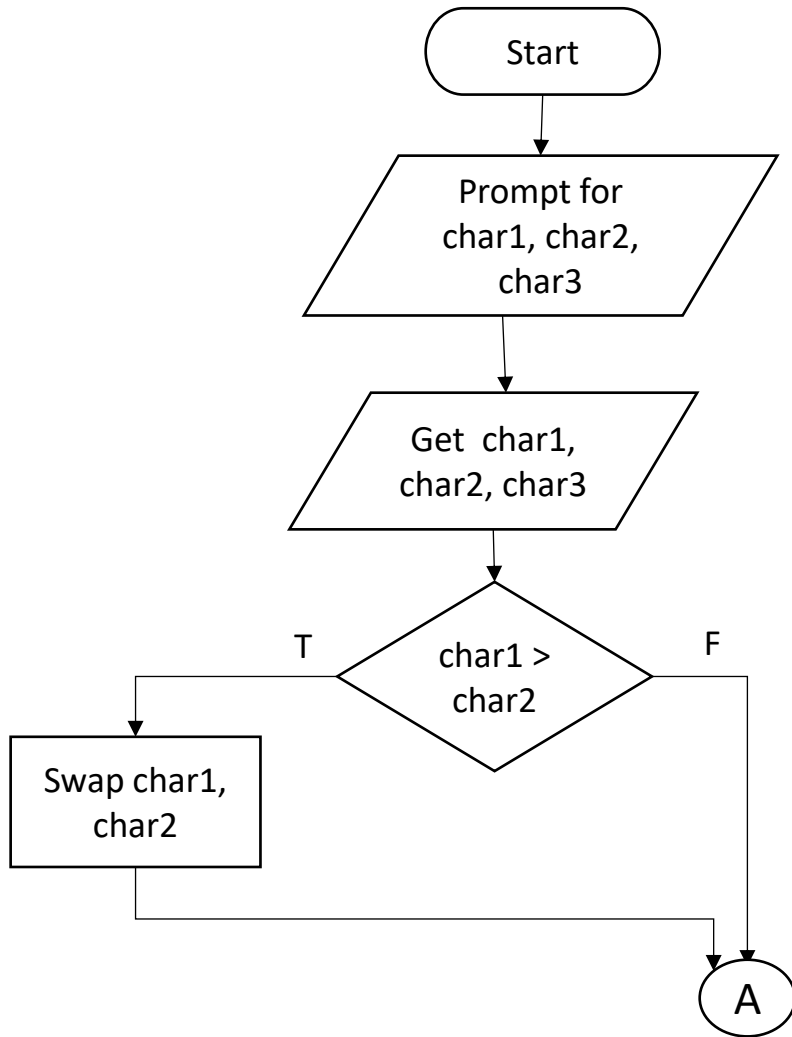 Start
Prompt for
char1, char2,
char3
Get  char1,
char2, char3
T
char1 >
char2
F
Swap char1,
char2
A